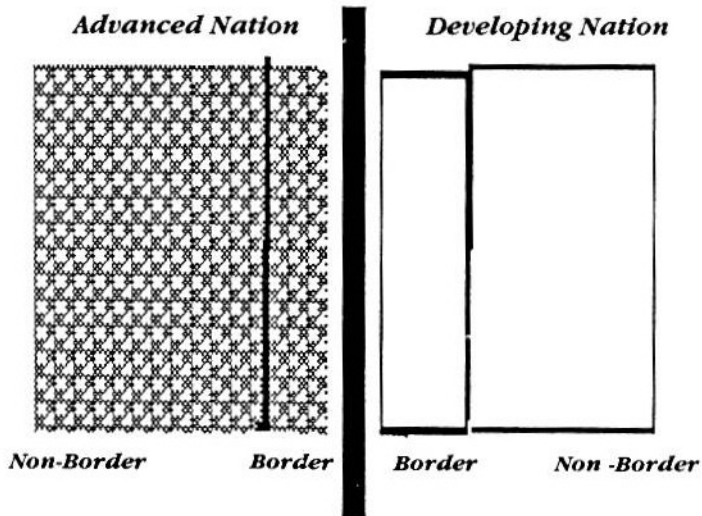 Advanced Nation
Developing Nation
Non-Border
Border
Border
Non -Border